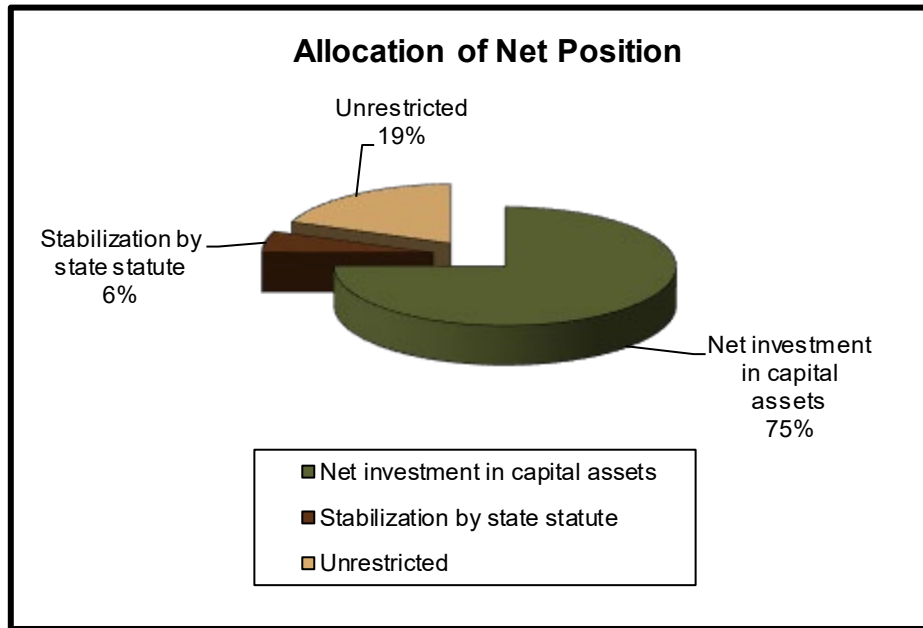 Allocation of Net Position
Unrestricted
19%
Stabilization by
state statute
6%
Net investment
in capital
assets
75%
Net investment in capital assets
Stabilization by state statute
Unrestricted